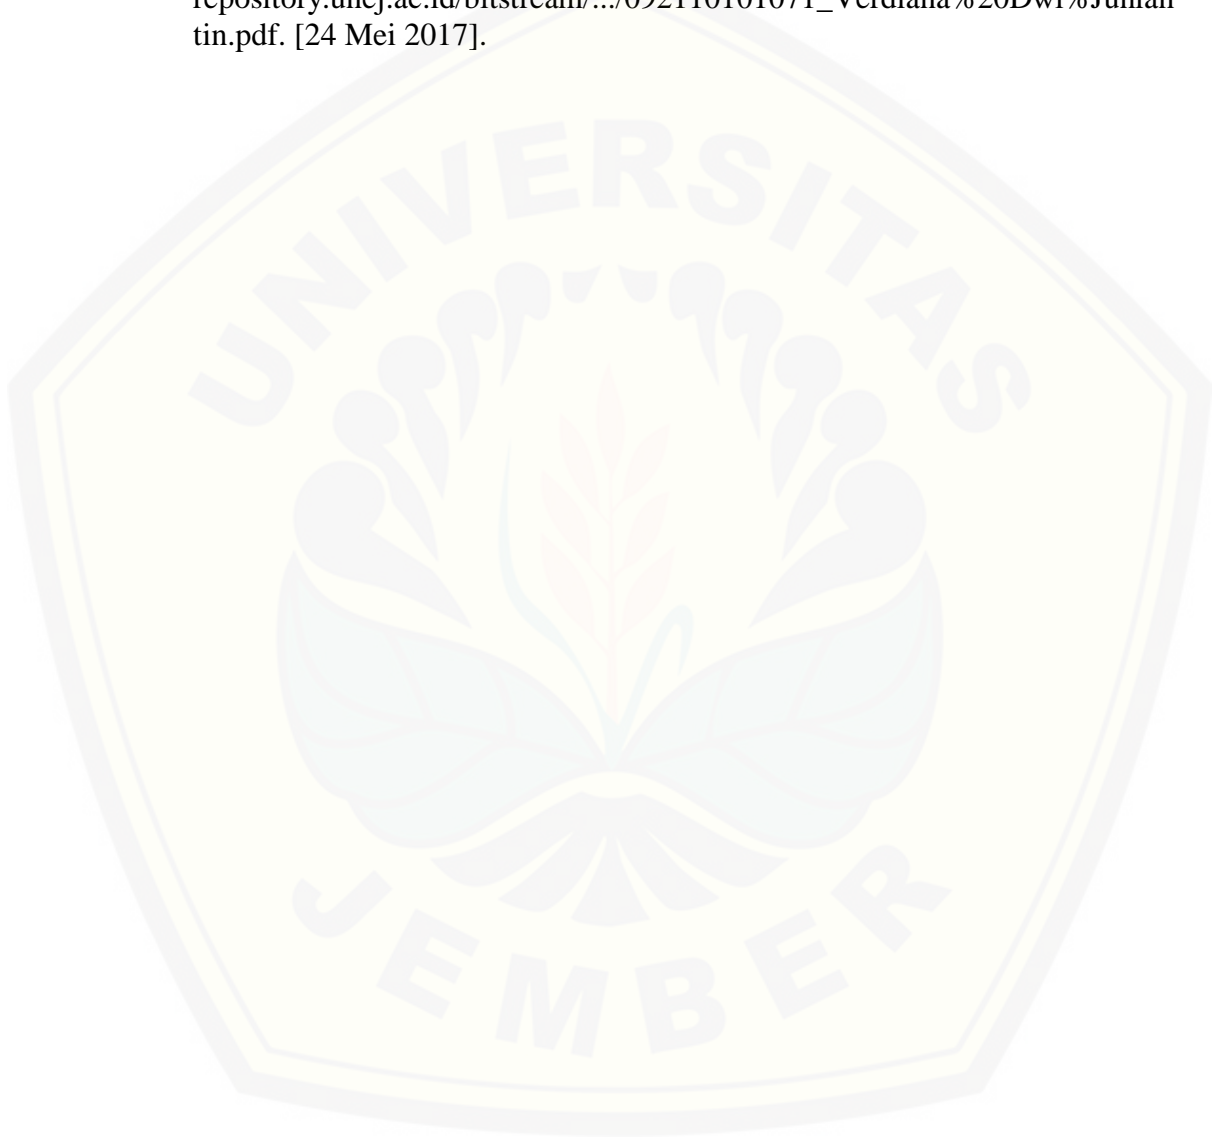 repository.unej.ac.id/bitstream/.../092110101071_Verdiana%20Dwi%Julian
tin.pdf. [24 Mei 2017].
UNIVERSITAS
JEMBER